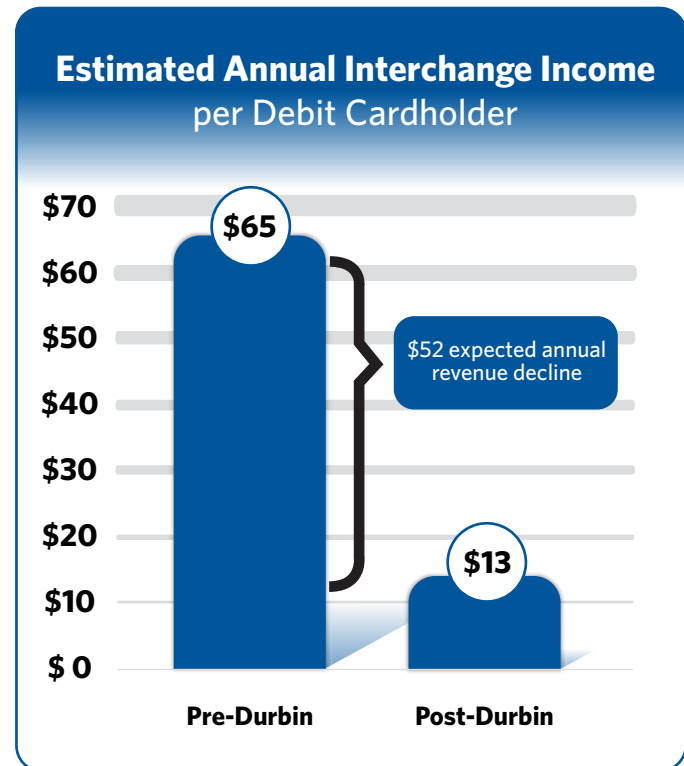 Estimated Annual Interchange Income
per Debit Cardholder
$70
$65
$60
$50
$52 expected annual
revenue decline
$40
$30
$20
$13
$10
$ 0
Pre-Durbin
Post-Durbin